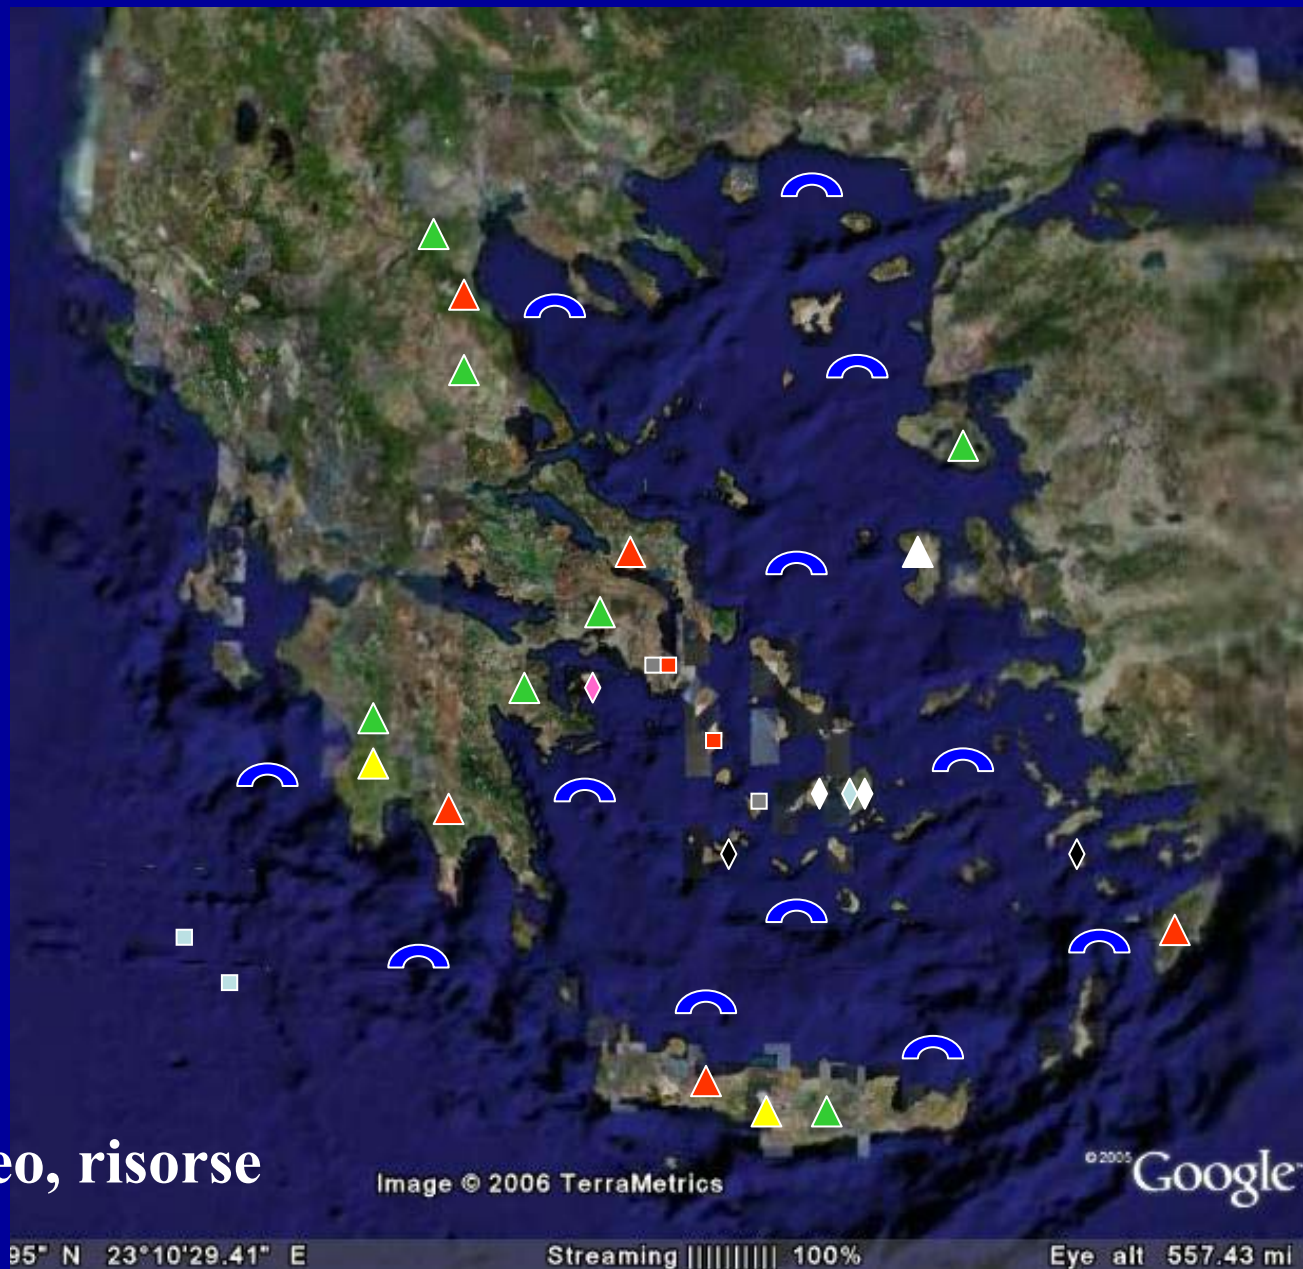 eo, risorse
Image © 2006 TerraMetrics
©2005 Google
95" N 23°10'29.41" E
Streaming |||||||||| 100%
Eye alt 557.43 mi